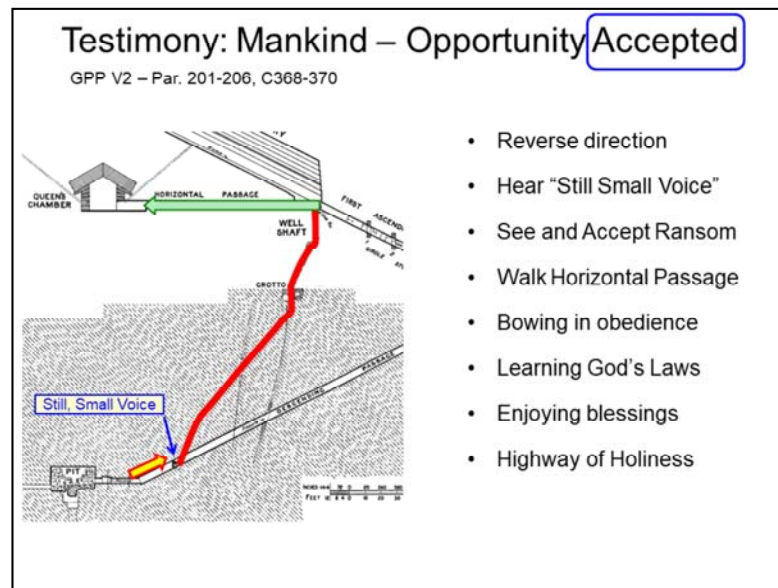 Testimony: Mankind – Opportunity Accepted
GPP V2 – Par. 201-206, C368-370
• Reverse direction
• Hear “Still Small Voice”
• See and Accept Ransom
• Walk Horizontal Passage
• Bowing in obedience
• Learning God’s Laws
• Enjoying blessings
• Highway of Holiness
QUEEN'S
CHAMBER
HORIZONTAL PASSAGE
FIRST
WELL
SHAFT
GIRDLE
GROTTO
DESCENDING PASSAGE
Still, Small Voice
PIT
FEET